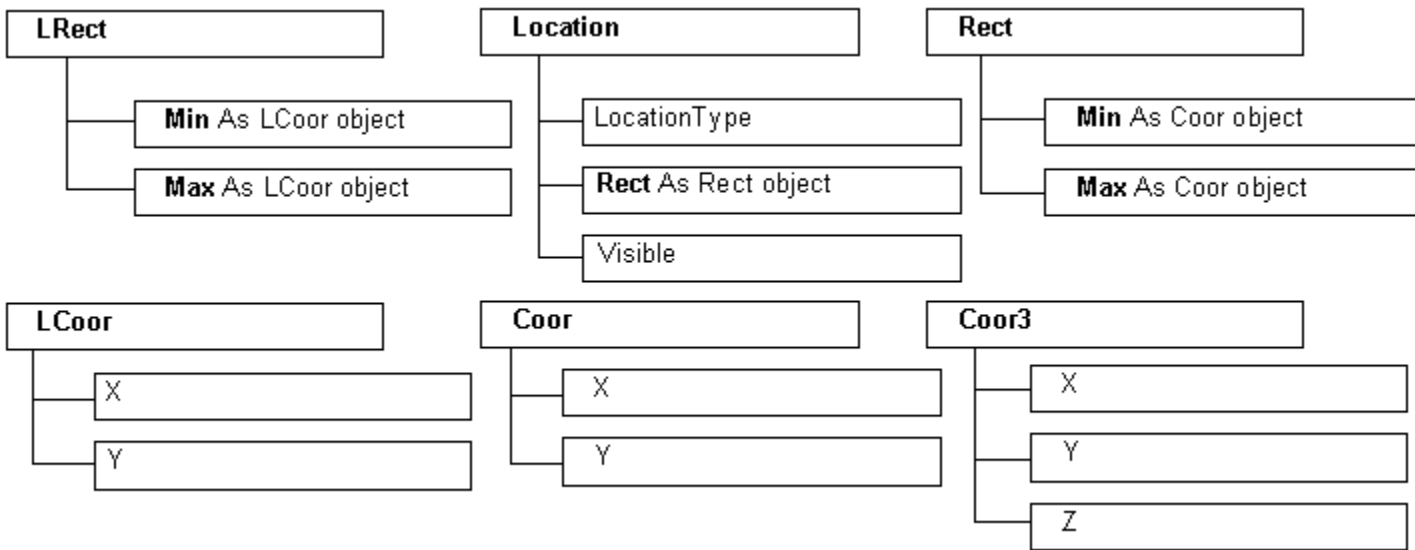 LRect
Min As LCoor object
Max As LCoor object
Location
LocationType
Rect As Rect object
Visible
Rect
Min As Coor object
Max As Coor object
LCoor
X
Y
Coor
X
Y
Coor3
X
Y
Z